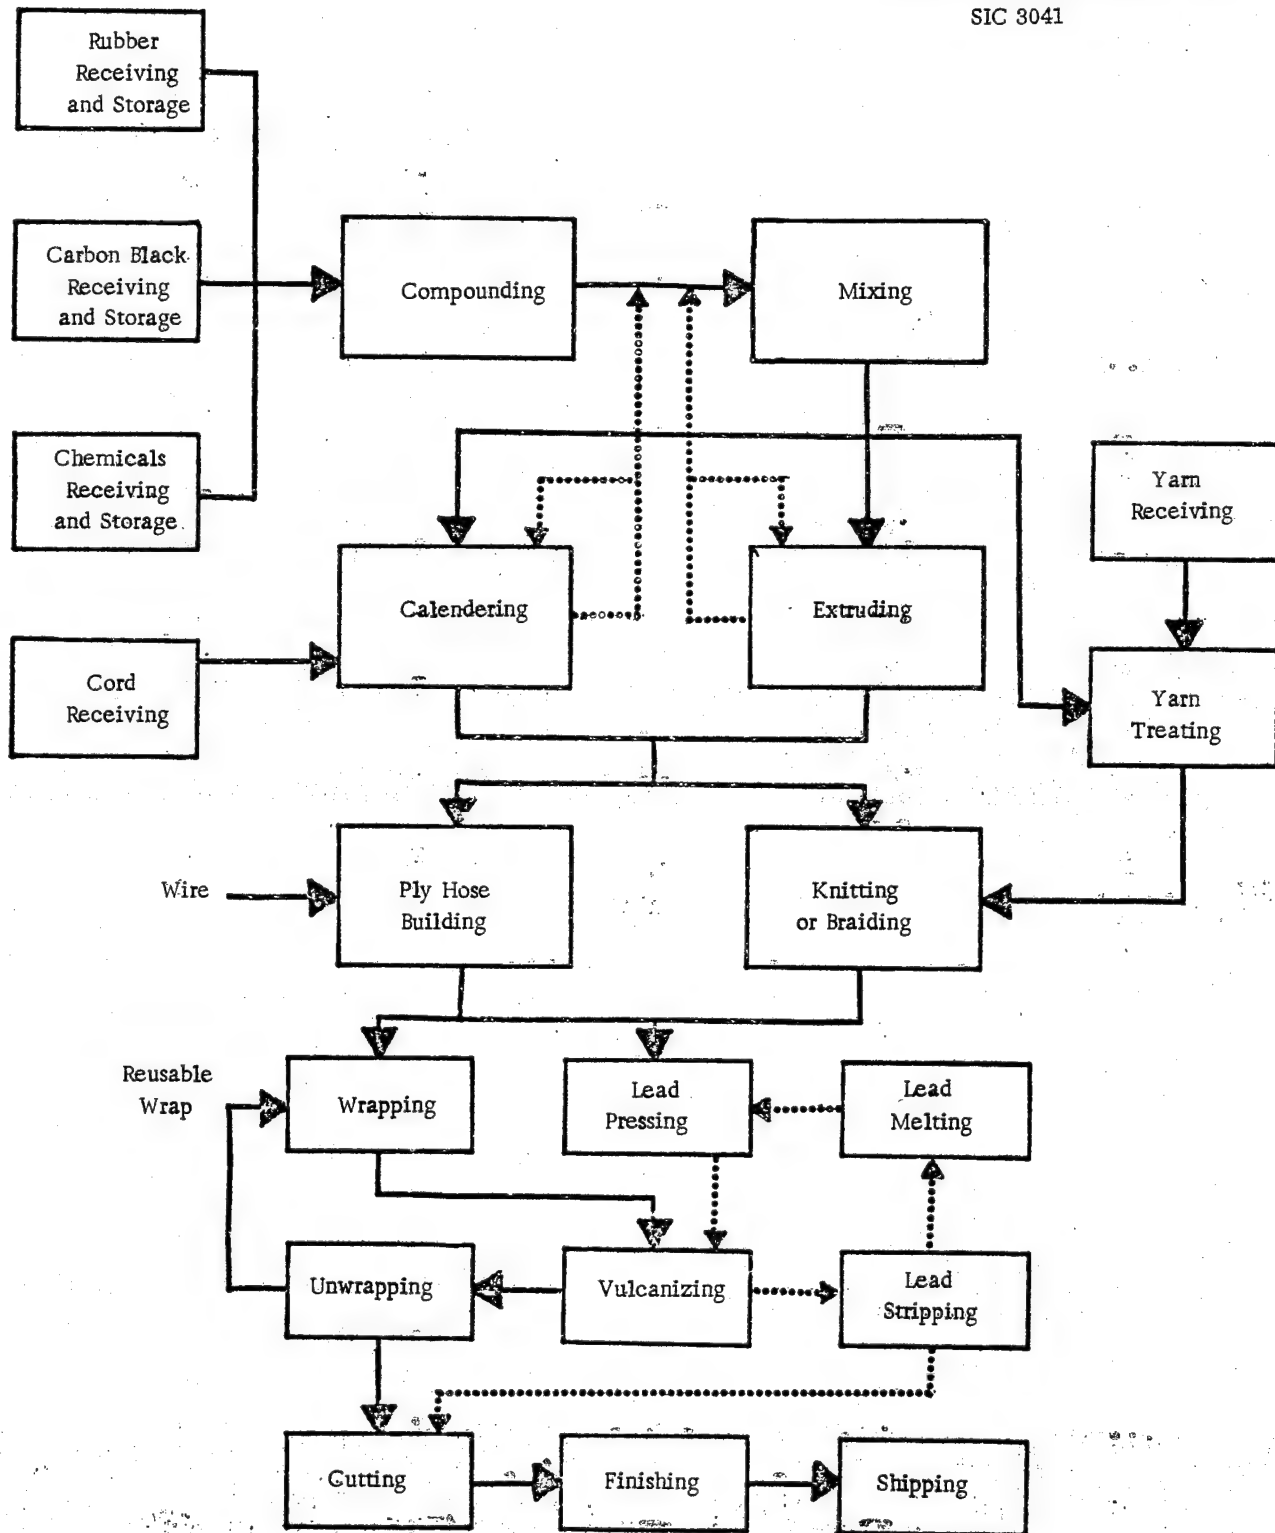 SIC 3041
Rubber
Receiving
and Storage
Carbon Black
Receiving
and Storage
Compounding
Mixing
Chemicals
Receiving
and Storage
Yarn
Receiving
Calendering
Extruding
Cord
Receiving
Yarn
Treating
Wire
Ply Hose
Building
Knitting
or Braiding
Reusable
Wrap
Wrapping
Lead
Pressing
Lead
Melting
Unwrapping
Vulcanizing
Lead
Stripping
Cutting
Finishing
Shipping